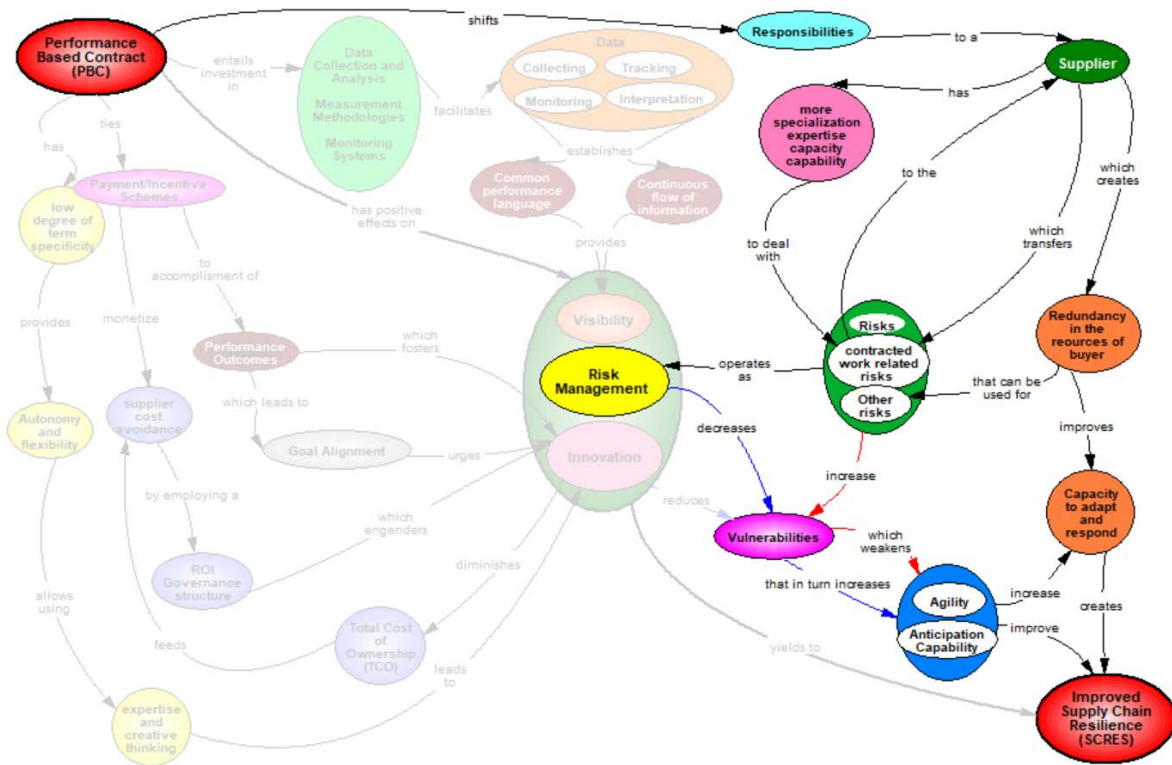 shifts
Performance
Based Contract
(PBC)
Responsibilities
to a
Supplier
entails
investment
in
Data
Collection and
Analysis
Measurement
Methodologies
Monitoring
Systems
facilitates
Data
Collecting
Tracking
Monitoring
Interpretation
has
more
specialization
expertise
capacity
capability
ties
has
establishes
Common
performance
language
Continuous
flow of
information
to the
which
creates
Payment/Incentive
Schemes
low
degree of
term
specificity
has positive
effects on
provides
to deal
with
which
transfers
to
accomplisment of
provides
monetize
Visibility
Risks
contracted
work related
risks
Other
risks
Redundancy
in the
reources of
buyer
Performance
Outcomes
which
fosters
Risk
Management
operates
as
that can be
used for
which leads to
Autonomy
and
flexibility
supplier
cost
avoidance
decreases
improves
Goal Alignment
urges
Innovation
increase
by employing a
which
engenders
reduces
Capacity
to adapt
and
respond
Vulnerabilities
which
weakens
ROI
Governance
structure
diminishes
that in turn increases
allows
using
Agility
Anticipation
Capability
increase
improve
creates
feeds
Total Cost
of
Ownership
(TCO)
yields to
leads
to
expertise
and
creative
thinking
Improved
Supply Chain
Resilience
(SCRES)